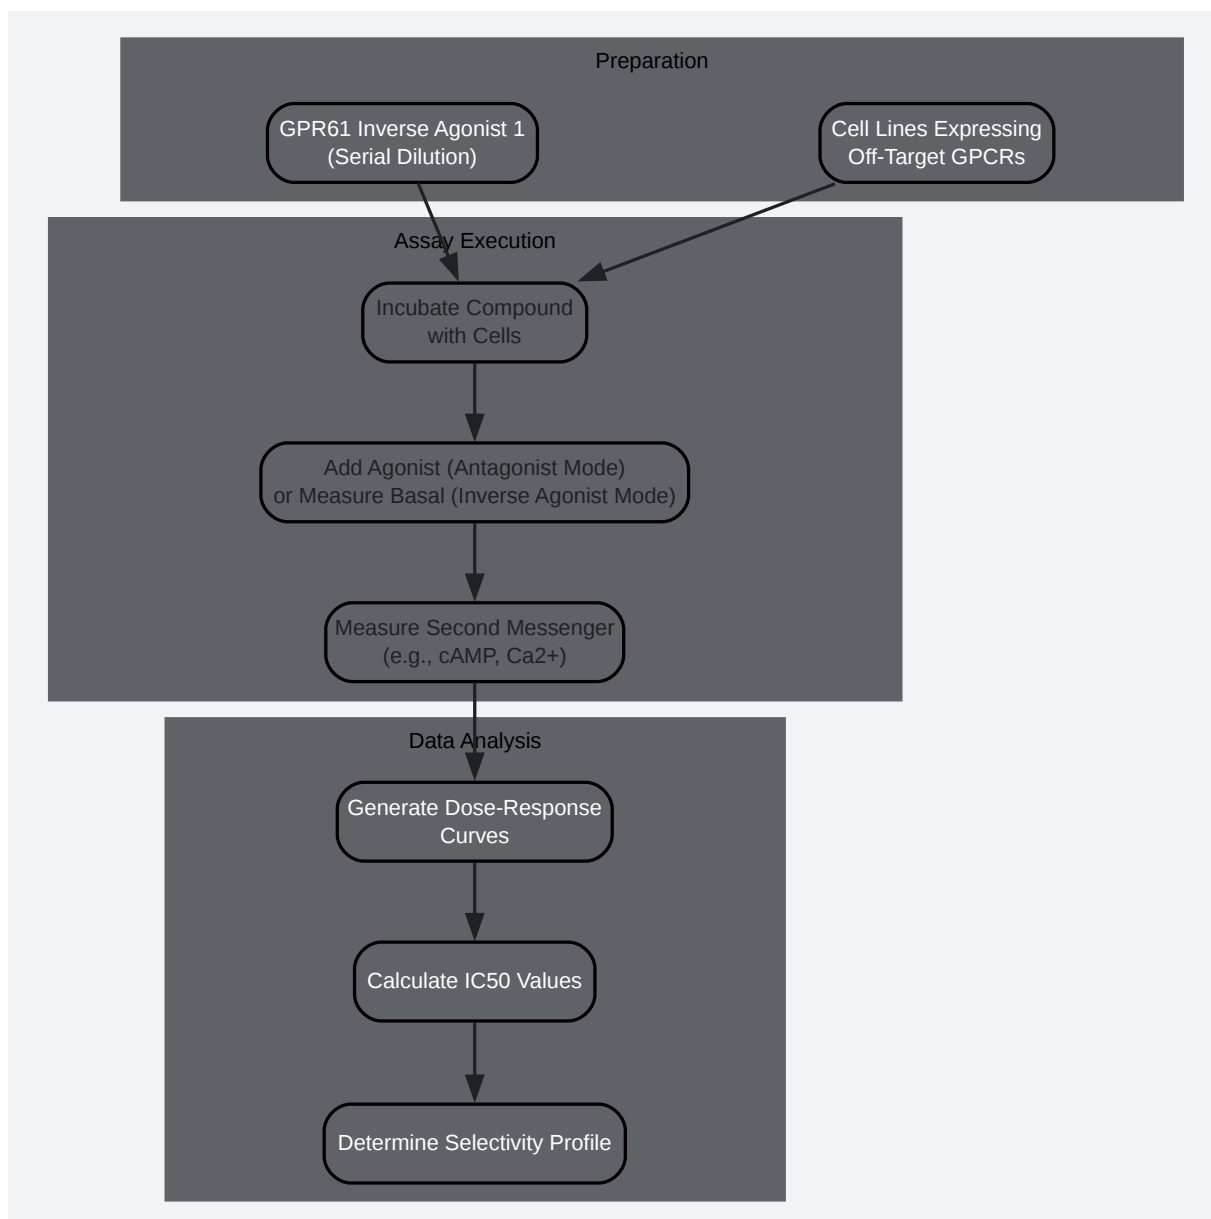 Preparation
GPR61 Inverse Agonist 1
(Serial Dilution)
Cell Lines Expressing
Off-Target GPCRs
Assay Execution
Incubate Compound
with Cells
Add Agonist (Antagonist Mode)
or Measure Basal (Inverse Agonist Mode)
Measure Second Messenger
(e.g., cAMP, Ca2+)
Data Analysis
Generate Dose-Response
Curves
Calculate IC50 Values
Determine Selectivity Profile